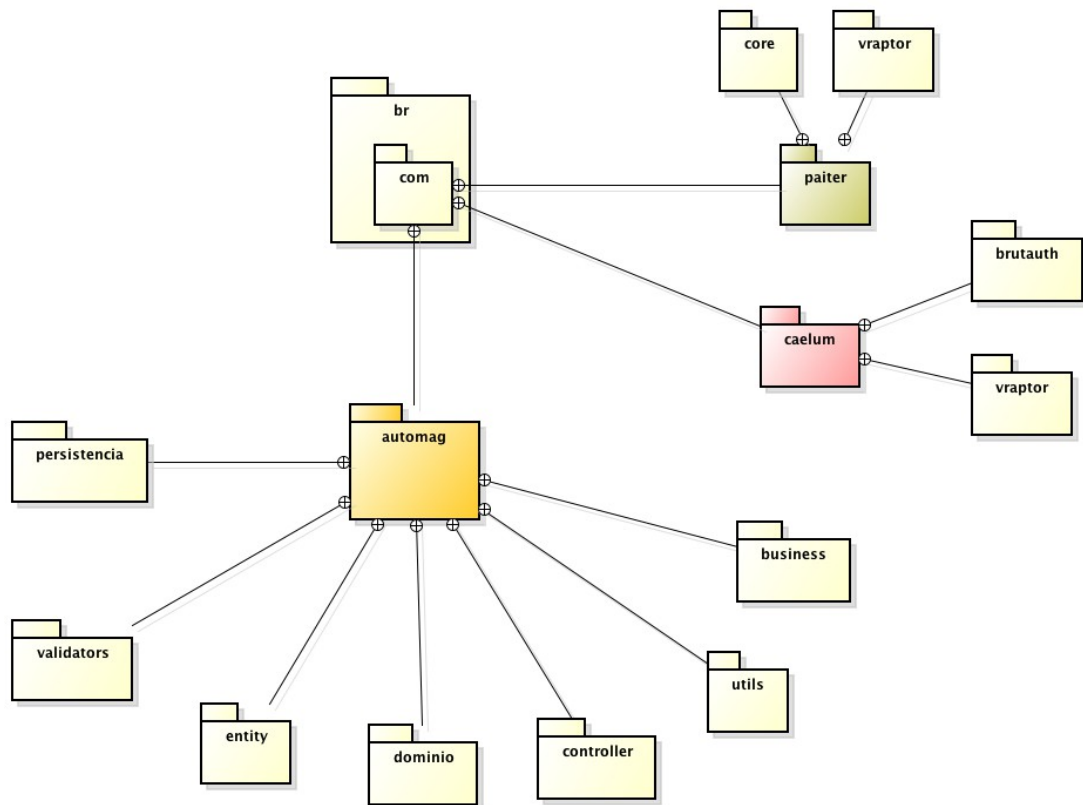 core
vraptor
br
com
paiter
brutauth
caelum
vraptor
automag
persistencia
business
validators
utils
entity
dominio
controller